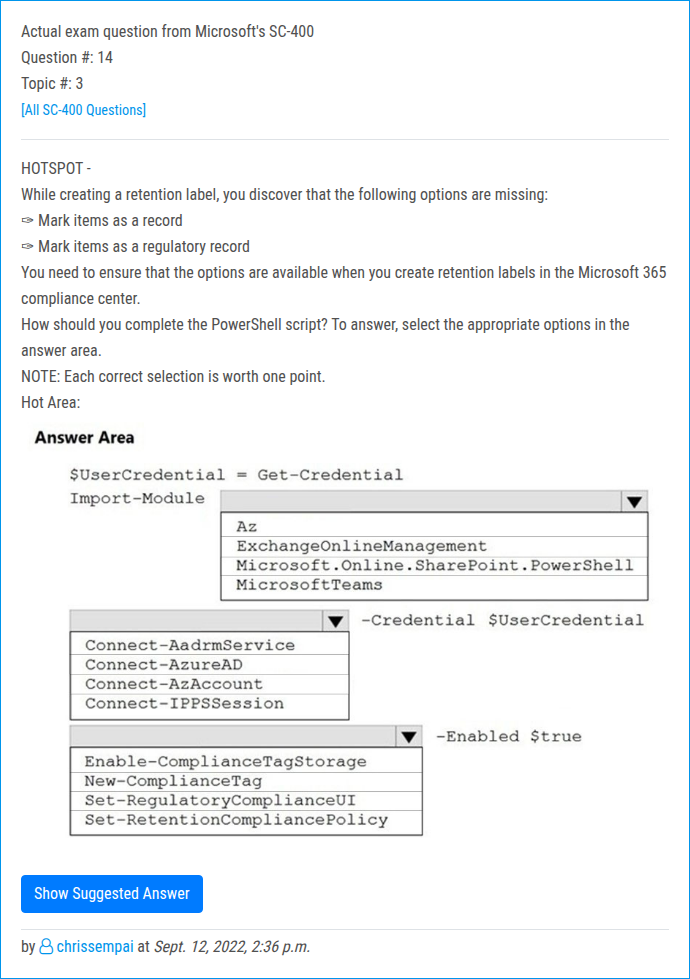 Actual exam question from Microsoft's SC-400
Question #: 14
Topic #: 3
[All SC-400 Questions]
HOTSPOT -
While creating a retention label, you discover that the following options are missing:
✑ Mark items as a record
✑ Mark items as a regulatory record
You need to ensure that the options are available when you create retention labels in the Microsoft 365
compliance center.
How should you complete the PowerShell script? To answer, select the appropriate options in the
answer area.
NOTE: Each correct selection is worth one point.
Hot Area:
Answer Area
$UserCredential = Get-Credential
Import-Module
Az
ExchangeOnlineManagement
Microsoft.Online.SharePoint.PowerShell
MicrosoftTeams
-Credential $UserCredential
Connect-AadrmService
Connect-AzureAD
Connect-AzAccount
Connect-IPPSSession
-Enabled $true
Enable-ComplianceTagStorage
New-ComplianceTag
Set-RegulatoryComplianceUI
Set-RetentionCompliancePolicy
Show Suggested Answer
by chrissempai at Sept. 12, 2022, 2:36 p.m.